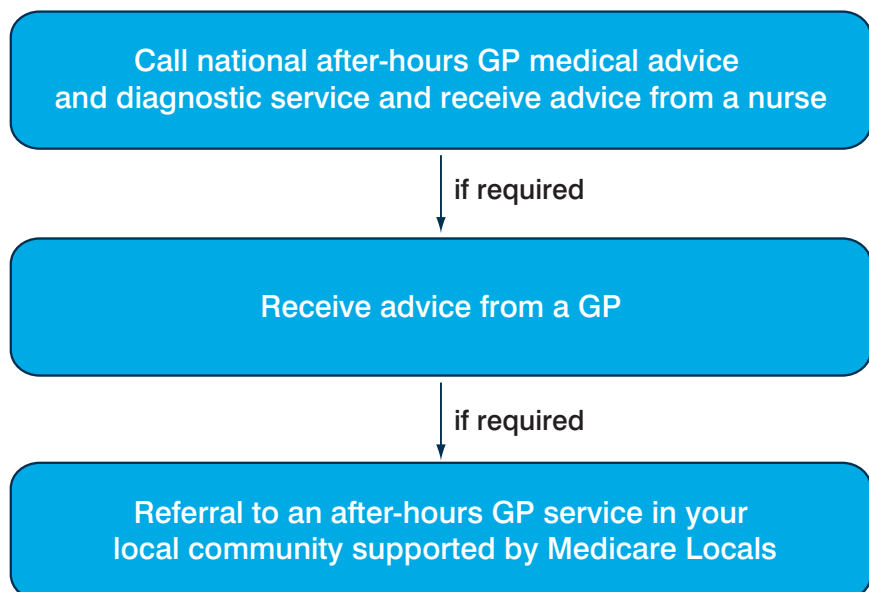 Call national after-hours GP medical advice
and diagnostic service and receive advice from a nurse
if required
Receive advice from a GP
if required
Referral to an after-hours GP service in your
local community supported by Medicare Locals